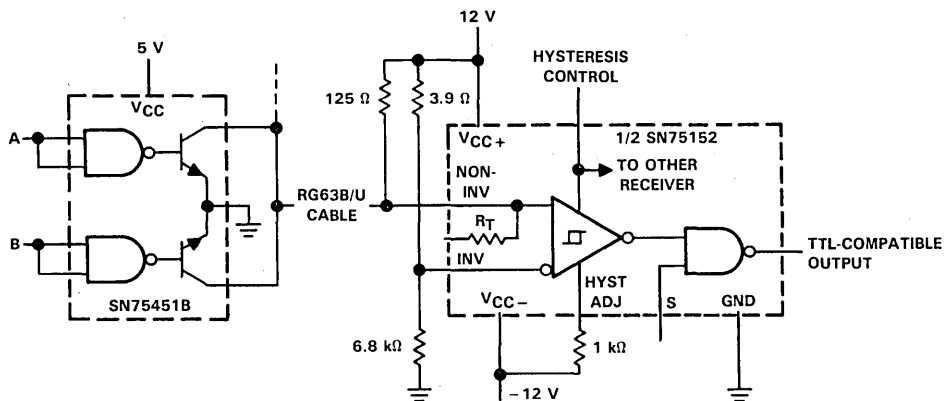 12 V
5 V
HYSTERESIS
CONTROL
125 Ω
3.9 Ω
VCC
VCC+
1/2 SN75152
A
TO OTHER
RECEIVER
NON-
INV
RG63B/U
CABLE
RT
INV
B
TTL-COMPATIBLE
OUTPUT
HYST
ADJ
SN75451B
VCC−
S
GND
6.8 kΩ
1 kΩ
−12 V